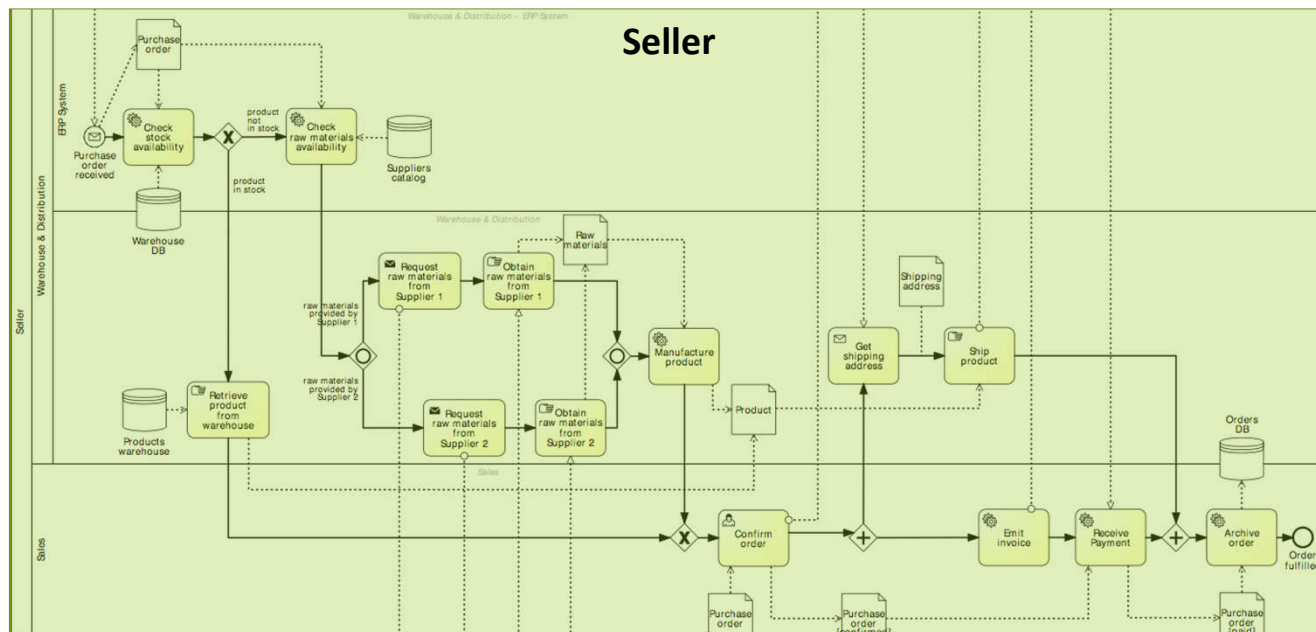 Warehouse & Distribution - ERP System
Seller
Purchase
order
ERP System
Check
stock
availability
product
not
in stock
Check
raw materials
availability
Purchase
order
received
Suppliers
catalog
product
in stock
Warehouse
DB
Seller
Warehouse & Distribution
Warehouse & Distribution
Raw
materials
Request
raw materials
from
Supplier 1
Obtain
raw materials
from
Supplier 1
Shipping
address
raw materials
provided by
Supplier 1
Manufacture
product
Get
shipping
address
Ship
product
raw materials
provided by
Supplier 2
Retrieve
product
from
warehouse
Products
warehouse
Request
raw materials
from
Supplier 2
Obtain
raw materials
from
Supplier 2
Product
Orders
DB
Sales
Sales
Confirm
order
Emit
invoice
Receive
Payment
Archive
order
Order
fulfilled
Purchase
order
Purchase
order
[confirmed]
Purchase
order
[paid]